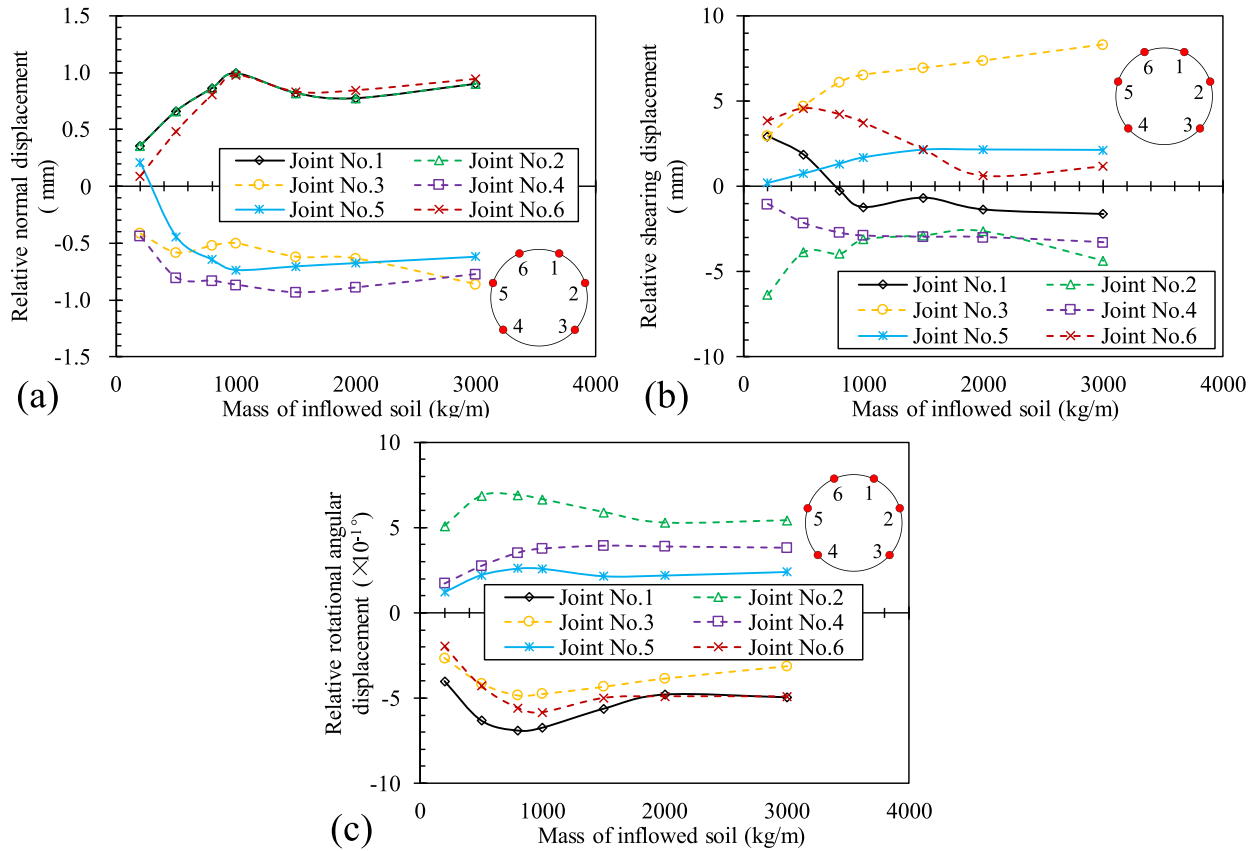 Relative normal displacement
( mm)
1.5
1.0
0.5
0
-0.5
-1.0
-1.5
0 1000 2000 3000 4000
Mass of inflowed soil (kg/m)
(a)
Joint No.1 Joint No.2
Joint No.3 Joint No.4
Joint No.5 Joint No.6
6 1
5 2
4 3
Relative shearing displacement
( mm)
10
5
0
-5
-10
0 1000 2000 3000 4000
Mass of inflowed soil (kg/m)
(b)
6 1
5 2
4 3
Joint No.1 Joint No.2
Joint No.3 Joint No.4
Joint No.5 Joint No.6
Relative rotational angular
displacement (×10⁻¹°)
10
5
0
-5
-10
0 1000 2000 3000 4000
Mass of inflowed soil (kg/m)
(c)
6 1
5 2
4 3
Joint No.1 Joint No.2
Joint No.3 Joint No.4
Joint No.5 Joint No.6